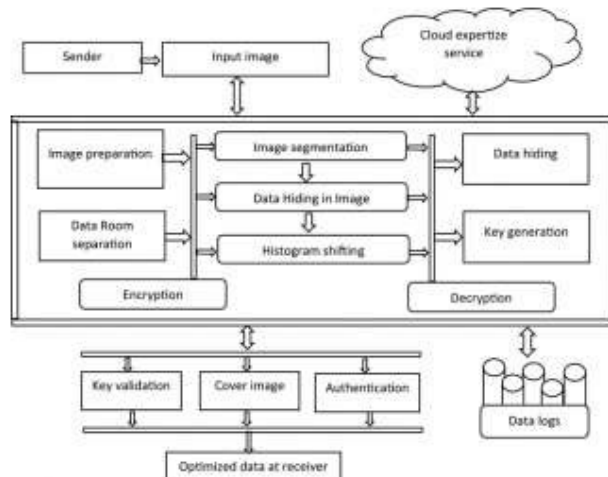 Sender
Input image
Cloud expertize
service
Image preparation
Image segmentation
Data hiding
Data Hiding in Image
Data Room
separation
Key generation
Histogram shifting
Encryption
Decryption
Key validation
Cover image
Authentication
Data logs
Optimized data at receiver